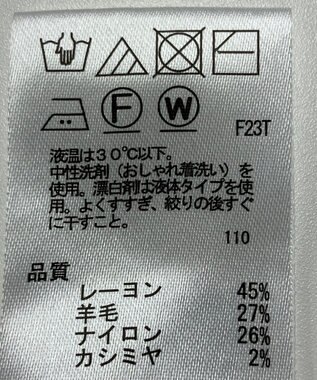 F W
F23T
液温は30℃以下。
中性洗剤（おしゃれ着洗い）を
使用。漂白剤は液体タイプを使
用。よくすすぎ、絞りの後すぐ
に干すこと。
110
品質
レーヨン 45%
羊毛 27%
ナイロン 26%
カシミヤ 2%